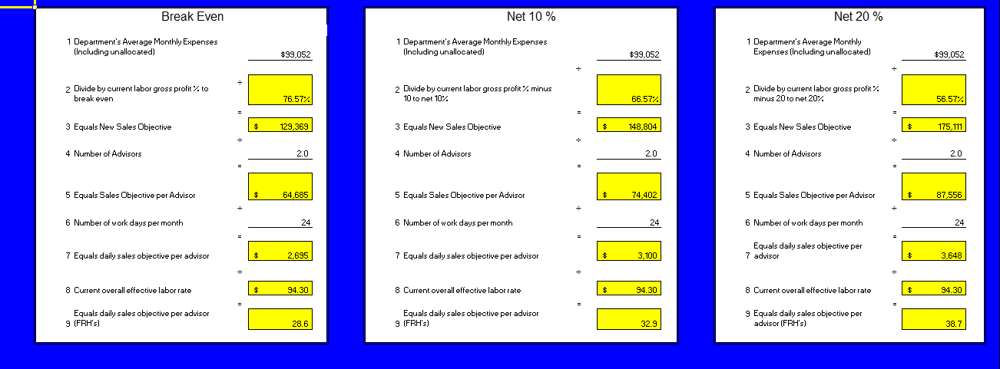 Break Even
1 Department's Average Monthly Expenses
(Including unallocated)
$99,052
÷
2 Divide by current labor gross profit % to
break even
76.57%
=
3 Equals New Sales Objective
$ 129,369
÷
4 Number of Advisors
2.0
=
5 Equals Sales Objective per Advisor
$ 64,685
÷
6 Number of work days per month
24
=
7 Equals daily sales objective per advisor
$ 2,695
÷
8 Current overall effective labor rate
$ 94.30
=
Equals daily sales objective per advisor
9 (FRH's)
28.6
Net 10 %
1 Department's Average Monthly Expenses
(Including unallocated)
$99,052
÷
2 Divide by current labor gross profit % minus
10 to net 10%
66.57%
=
3 Equals New Sales Objective
$ 148,804
÷
4 Number of Advisors
2.0
=
5 Equals Sales Objective per Advisor
$ 74,402
÷
6 Number of work days per month
24
=
7 Equals daily sales objective per advisor
$ 3,100
÷
8 Current overall effective labor rate
$ 94.30
=
Equals daily sales objective per advisor
9 (FRH's)
32.9
Net 20 %
1 Department's Average Monthly
Expenses (Including unallocated)
$99,052
÷
2 Divide by current labor gross profit %
minus 20 to net 20%
56.57%
=
3 Equals New Sales Objective
$ 175,111
÷
4 Number of Advisors
2.0
=
5 Equals Sales Objective per Advisor
$ 87,556
÷
6 Number of work days per month
24
=
Equals daily sales objective per
7 advisor
$ 3,648
÷
8 Current overall effective labor rate
$ 94.30
=
9 Equals daily sales objective per
advisor (FRH's)
38.7